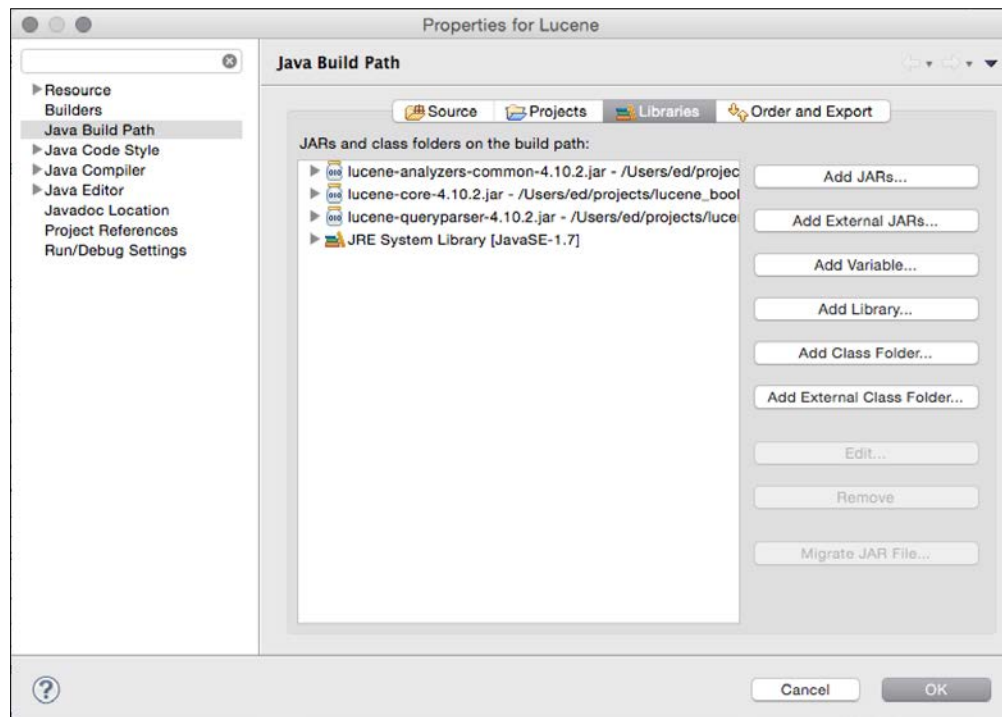 Properties for Lucene
Resource
Builders
Java Build Path
Java Code Style
Java Compiler
Java Editor
Javadoc Location
Project References
Run/Debug Settings
Java Build Path
Source Projects Libraries Order and Export
JARs and class folders on the build path:
lucene-analyzers-common-4.10.2.jar - /Users/ed/projec
lucene-core-4.10.2.jar - /Users/ed/projects/lucene_bool
lucene-queryparser-4.10.2.jar - /Users/ed/projects/luce
JRE System Library [JavaSE-1.7]
Add JARs...
Add External JARs...
Add Variable...
Add Library...
Add Class Folder...
Add External Class Folder...
Edit...
Remove
Migrate JAR File...
?
Cancel OK